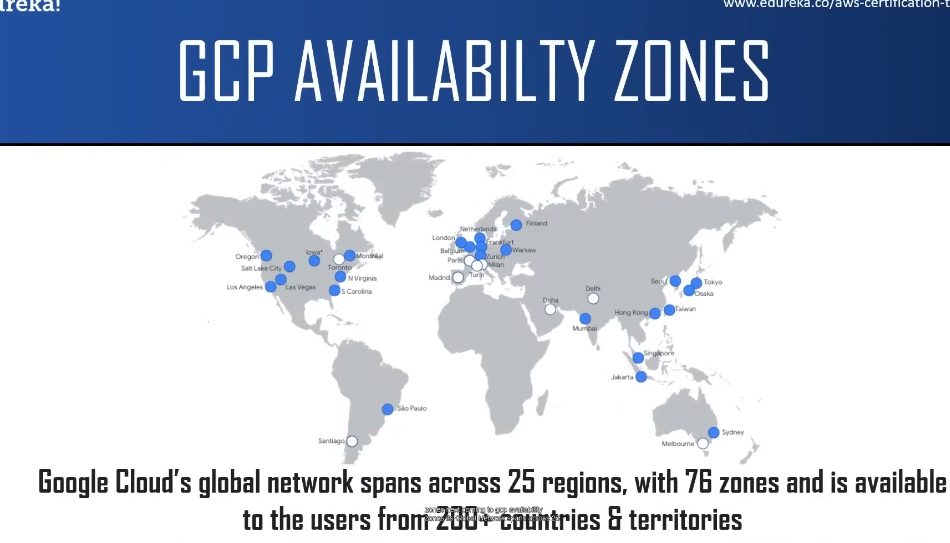 ureka!
www.edureka.co/aws-certification-t
GCP AVAILABILTY ZONES
Finland
Netherlands
London
Frankfurt
Belgium
Warsaw
Zurich
Paris
Milan
Turin
Madrid
Oregon
Iowa*
Montréal
Salt Lake City
Toronto
N Virginia
Los Angeles
Las Vegas
S Carolina
Seoul
Tokyo
Osaka
Delhi
Doha
Mumbai
Hong Kong
Taiwan
Singapore
Jakarta
São Paulo
Santiago
Sydney
Melbourne
Google Cloud's global network spans across 25 regions, with 76 zones and is available
to the users from 200+ countries & territories